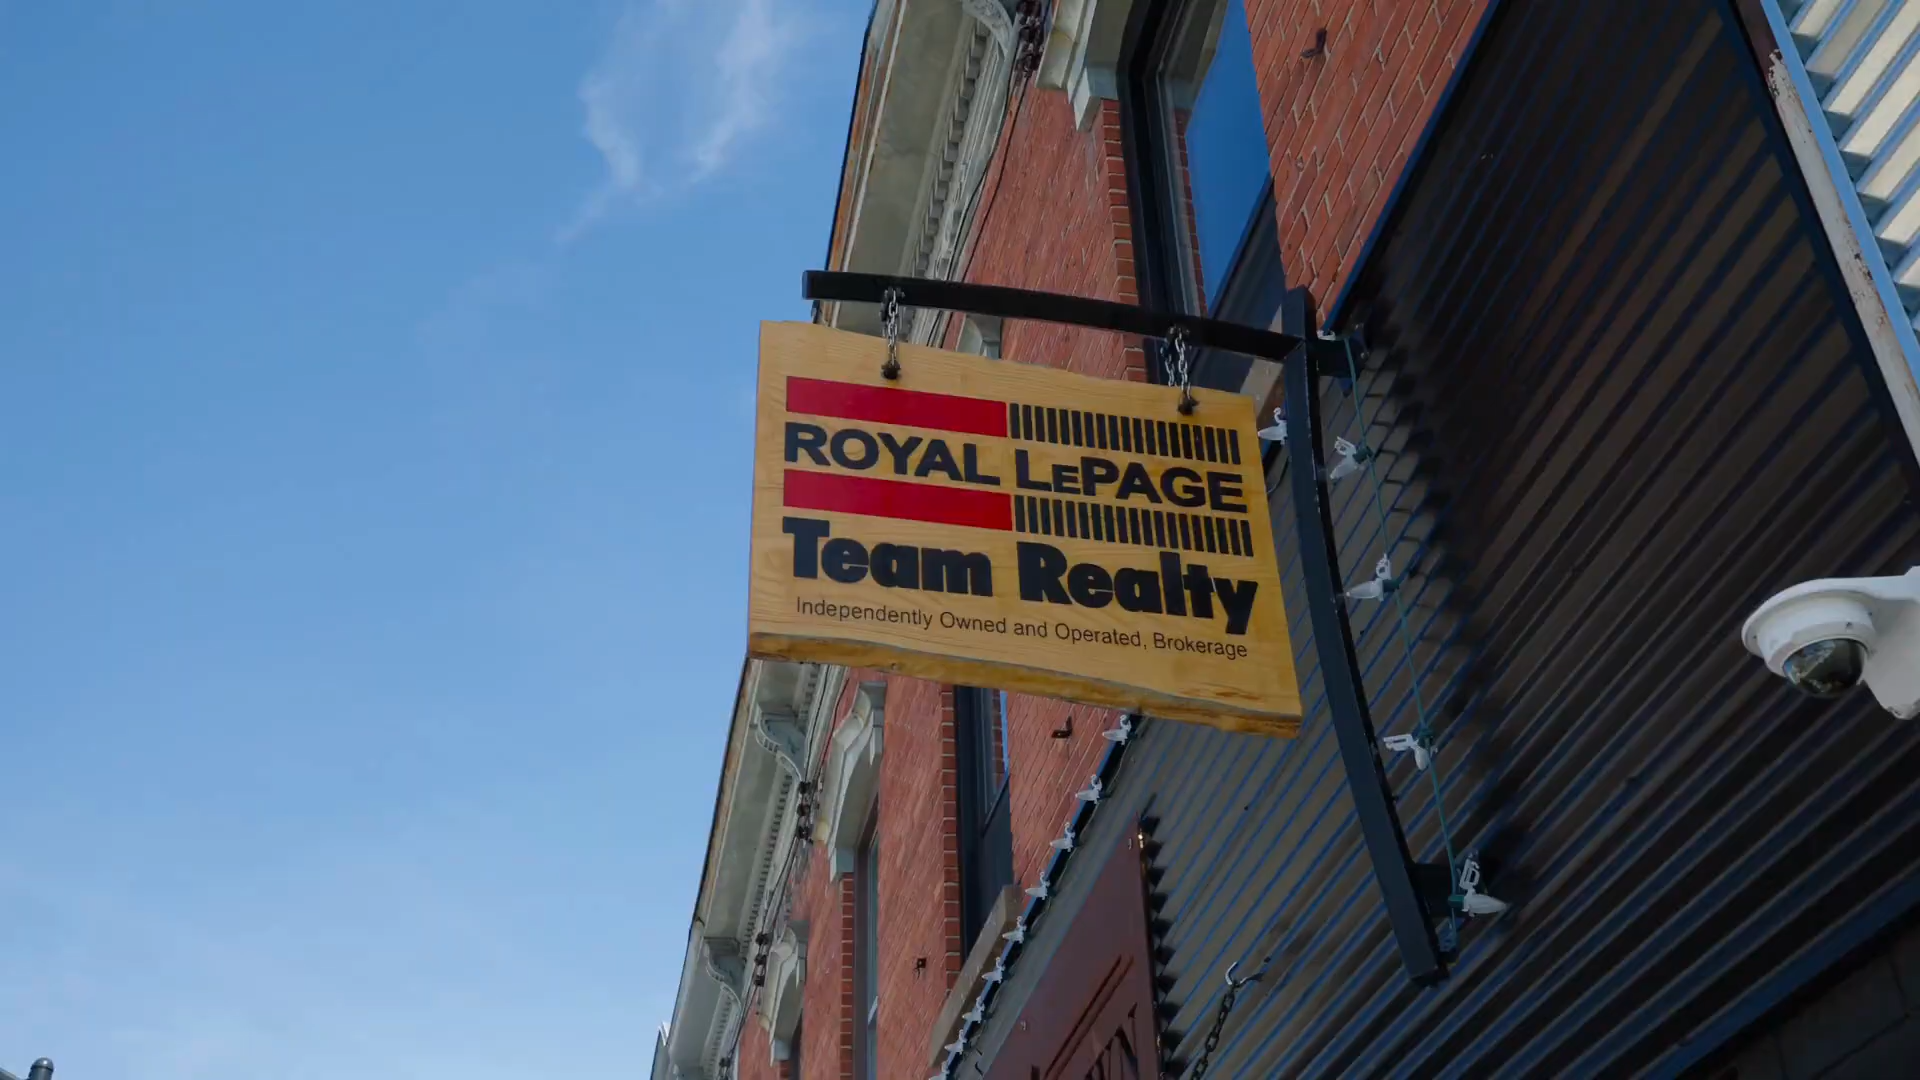 ROYAL LEPAGE
Team Realty
Independently Owned and Operated, Brokerage